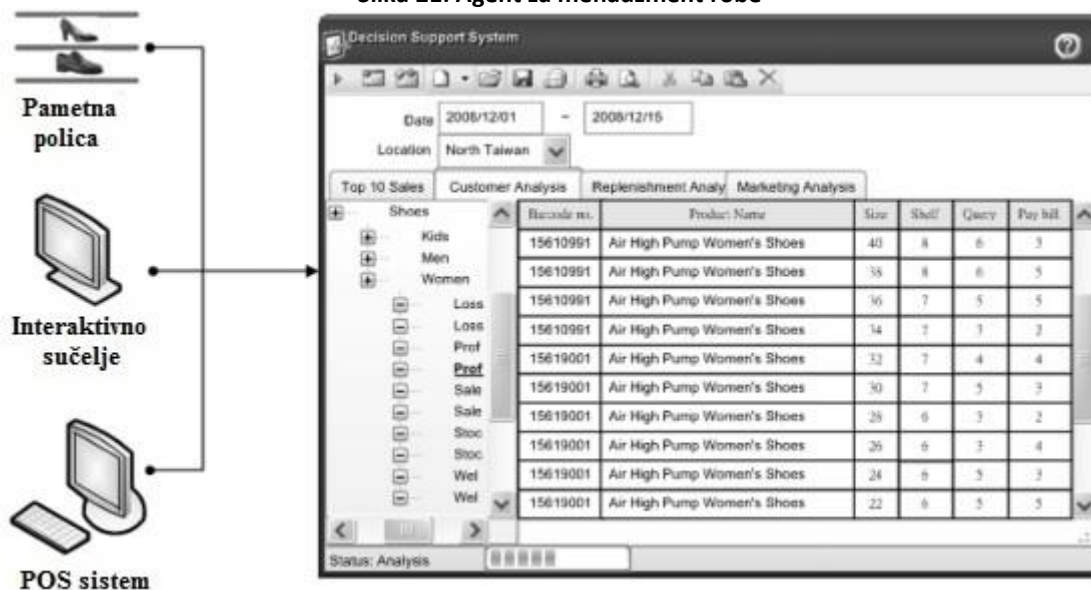 Slika 22. Agent za menadžment robe
Pametna
polica
Interaktivno
sučelje
POS sistem
Decision Support System
Date 2008/12/01 - 2008/12/15
Location North Taiwan
Top 10 Sales Customer Analysis Replenishment Analy Marketing Analysis
Shoes
Kids
Men
Women
Loss
Loss
Prof
Prof
Sale
Sale
Stoc
Stoc
Wel
Wel
Barcode no. Product Name Size Shelf Query Pay bill
15610991 Air High Pump Women's Shoes 40 8 6 3
15610991 Air High Pump Women's Shoes 38 8 6 5
15610991 Air High Pump Women's Shoes 36 7 5 5
15610991 Air High Pump Women's Shoes 34 7 3 2
15619001 Air High Pump Women's Shoes 32 7 4 4
15619001 Air High Pump Women's Shoes 30 7 5 3
15619001 Air High Pump Women's Shoes 28 6 3 2
15619001 Air High Pump Women's Shoes 26 6 3 4
15619001 Air High Pump Women's Shoes 24 6 5 3
15619001 Air High Pump Women's Shoes 22 6 5 5
Status: Analysis